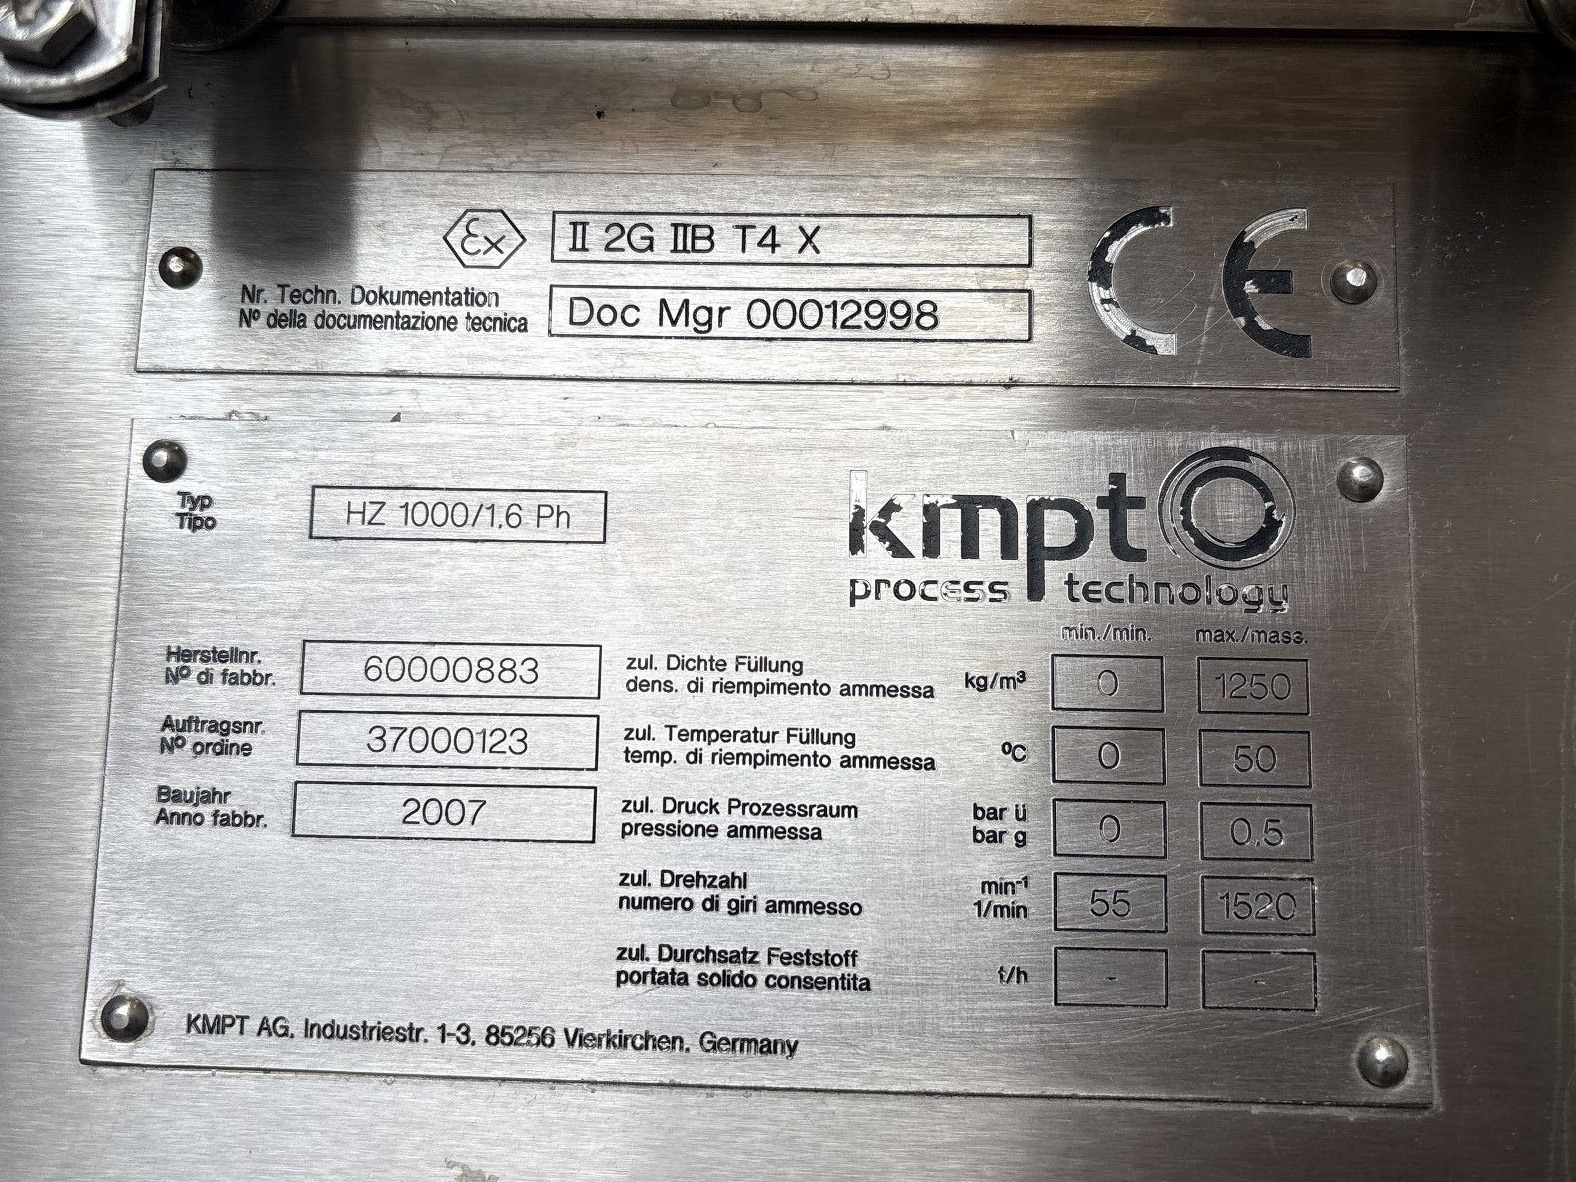 Ex II 2G IIB T4 X
Nr. Techn. Dokumentation
Nº della documentazione tecnica
Doc Mgr 00012998
CE
Typ
Tipo
HZ 1000/1,6 Ph
kmpt
process technology
min./min. max./mass.
Herstellnr.
Nº di fabbr.
60000883
zul. Dichte Füllung
dens. di riempimento ammessa
kg/m³ 0 1250
Auftragsnr.
Nº ordine
37000123
zul. Temperatur Füllung
temp. di riempimento ammessa
ºC 0 50
Baujahr
Anno fabbr.
2007
zul. Druck Prozessraum
pressione ammessa
bar ü
bar g
0 0,5
zul. Drehzahl
numero di giri ammesso
min⁻¹
1/min
55 1520
zul. Durchsatz Feststoff
portata solido consentita
t/h - -
KMPT AG. Industriestr. 1-3. 85256 Vierkirchen. Germany